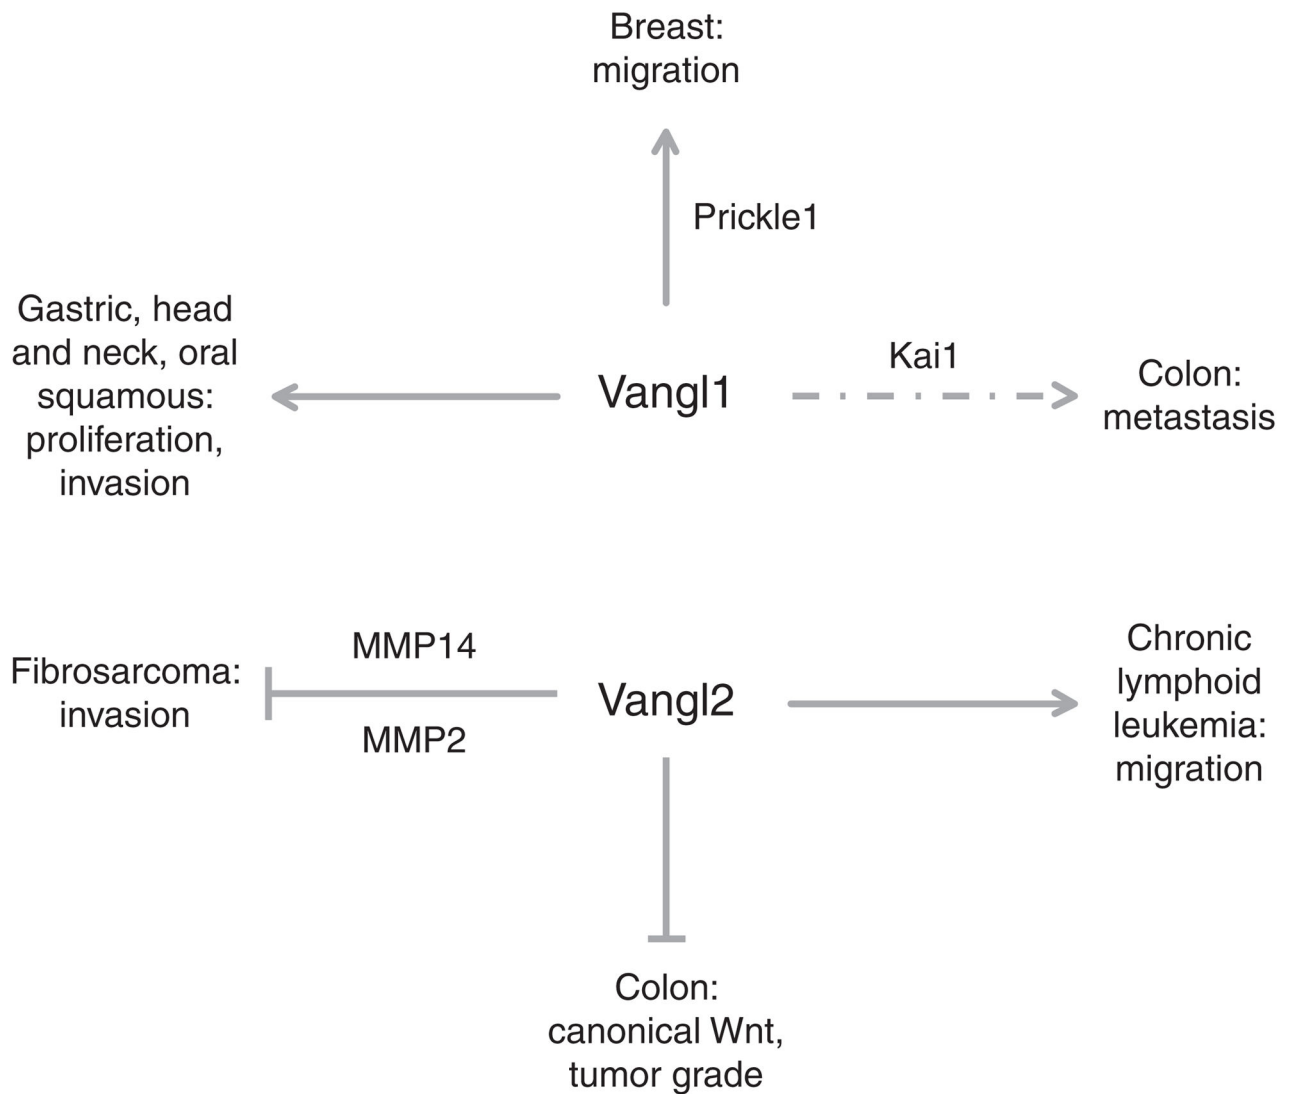 Breast:
migration
Prickle1
Gastric, head
and neck, oral
squamous:
proliferation,
invasion
Vangl1
Kai1
Colon:
metastasis
Fibrosarcoma:
invasion
MMP14
MMP2
Vangl2
Chronic
lymphoid
leukemia:
migration
Colon:
canonical Wnt,
tumor grade